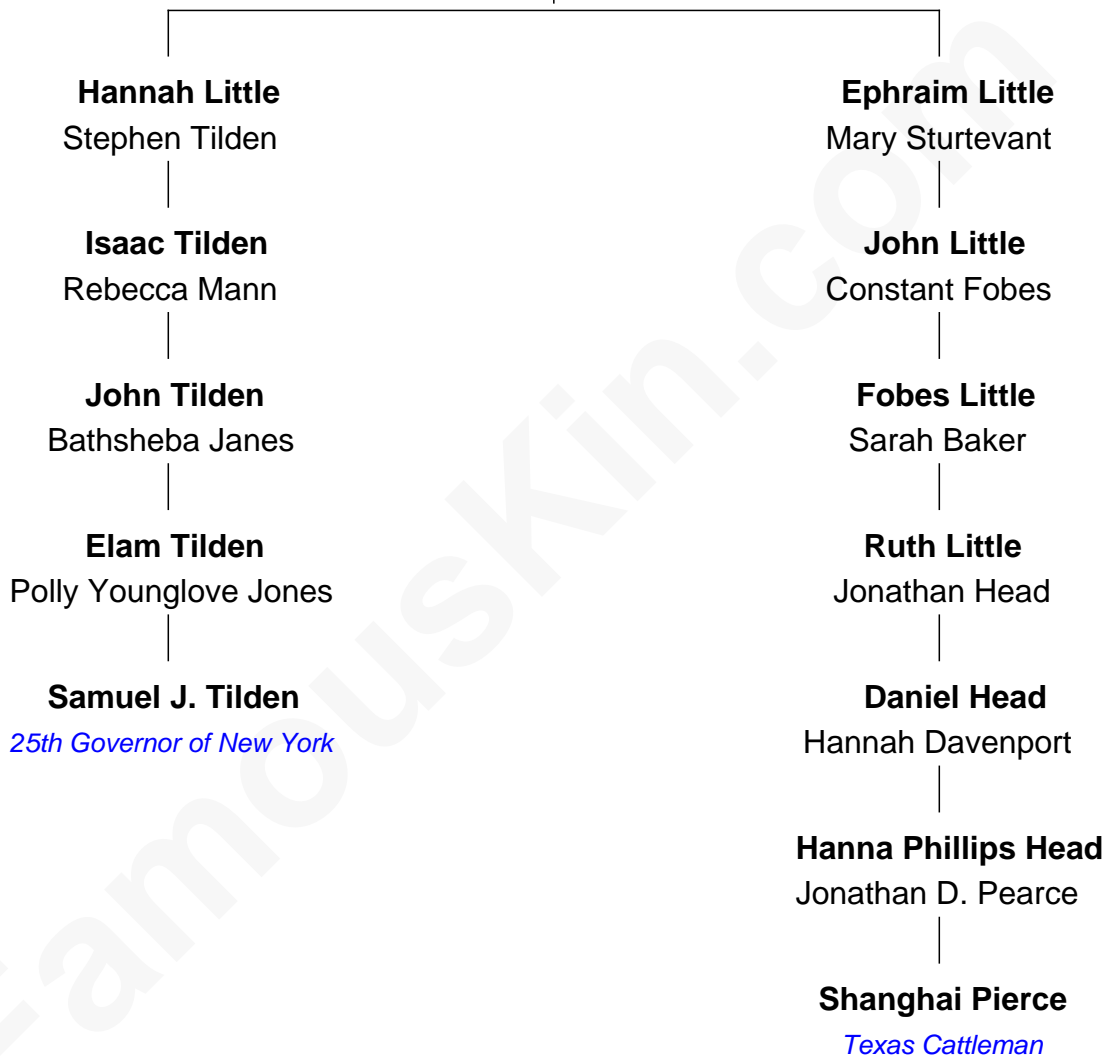 Hannah Little
Stephen Tilden
Isaac Tilden
Rebecca Mann
John Tilden
Bathsheba Janes
Elam Tilden
Polly Younglove Jones
Samuel J. Tilden
25th Governor of New York
Ephraim Little
Mary Sturtevant
John Little
Constant Fobes
Fobes Little
Sarah Baker
Ruth Little
Jonathan Head
Daniel Head
Hannah Davenport
Hanna Phillips Head
Jonathan D. Pearce
Shanghai Pierce
Texas Cattleman
FamousKin.com